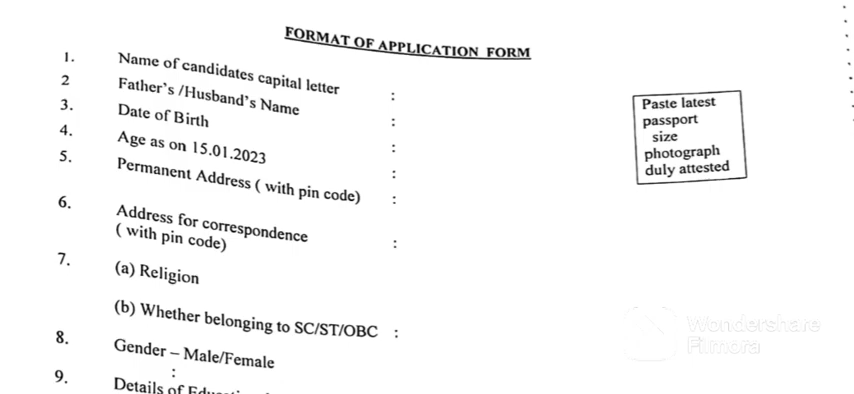 FORMAT OF APPLICATION FORM
1. Name of candidates capital letter :
2 Father's /Husband's Name :
3. Date of Birth :
4. Age as on 15.01.2023 :
5. Permanent Address ( with pin code) :
6. Address for correspondence
( with pin code) :
7. (a) Religion
(b) Whether belonging to SC/ST/OBC :
8. Gender – Male/Female
:
9. Details of
Paste latest
passport
size
photograph
duly attested
Wondershare
Filmora